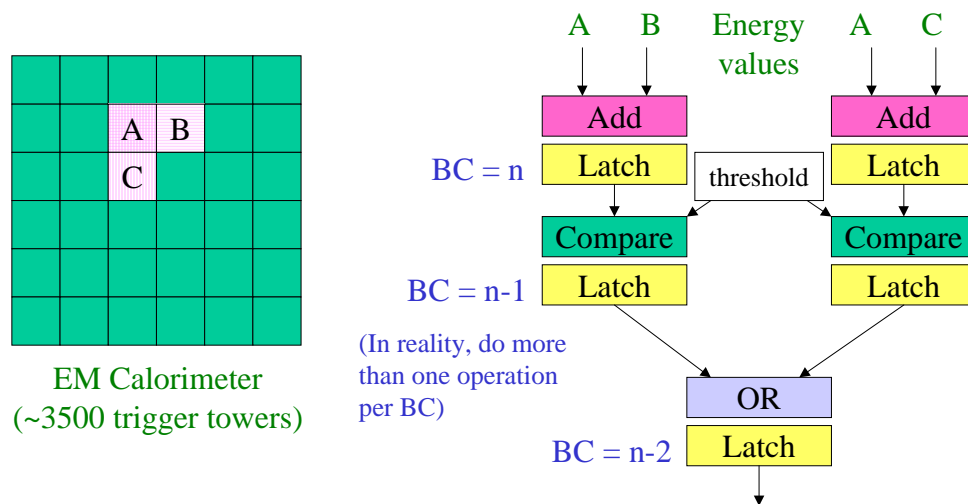 A B
C
EM Calorimeter
(~3500 trigger towers)
A B Energy A C
values
Add Add
BC = n Latch threshold Latch
Compare Compare
BC = n-1 Latch Latch
(In reality, do more
than one operation
per BC)
OR
BC = n-2 Latch